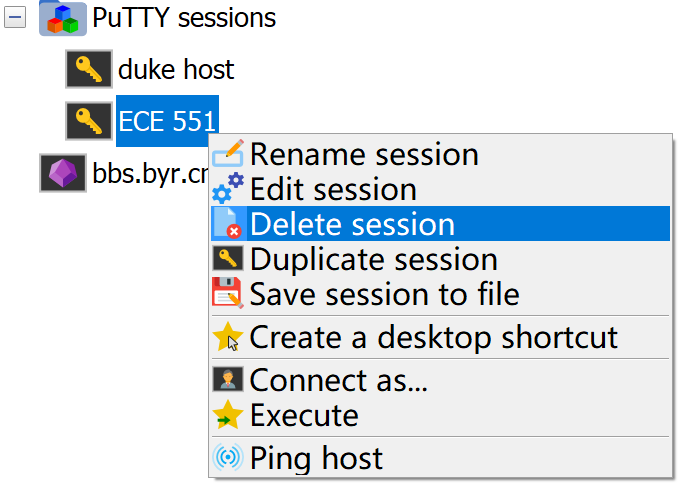 PuTTY sessions
duke host
ECE 551
bbs.byr.cn
Rename session
Edit session
Delete session
Duplicate session
Save session to file
Create a desktop shortcut
Connect as...
Execute
Ping host